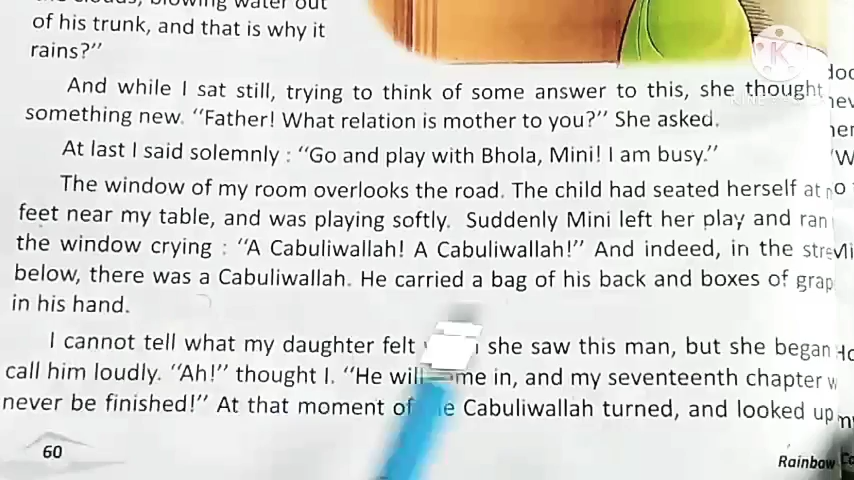 the clouds, blowing water out
of his trunk, and that is why it
rains?"
And while I sat still, trying to think of some answer to this, she thought
something new. "Father! What relation is mother to you?" She asked.
At last I said solemnly : "Go and play with Bhola, Mini! I am busy."
The window of my room overlooks the road. The child had seated herself at
feet near my table, and was playing softly. Suddenly Mini left her play and ran
the window crying : "A Cabuliwallah! A Cabuliwallah!" And indeed, in the stre
below, there was a Cabuliwallah. He carried a bag of his back and boxes of grap
in his hand.
I cannot tell what my daughter felt she saw this man, but she began
call him loudly. "Ah!" thought I. "He will me in, and my seventeenth chapter
never be finished!" At that moment of Cabuliwallah turned, and looked up
60
Rainbow